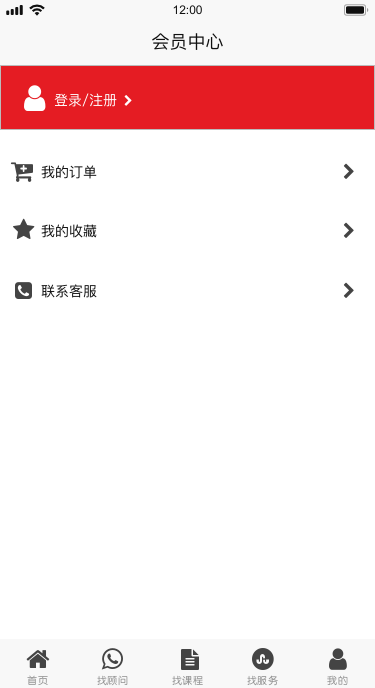 12:00
会员中心
登录/注册
我的订单
我的收藏
联系客服
首页 找顾问 找课程 找服务 我的